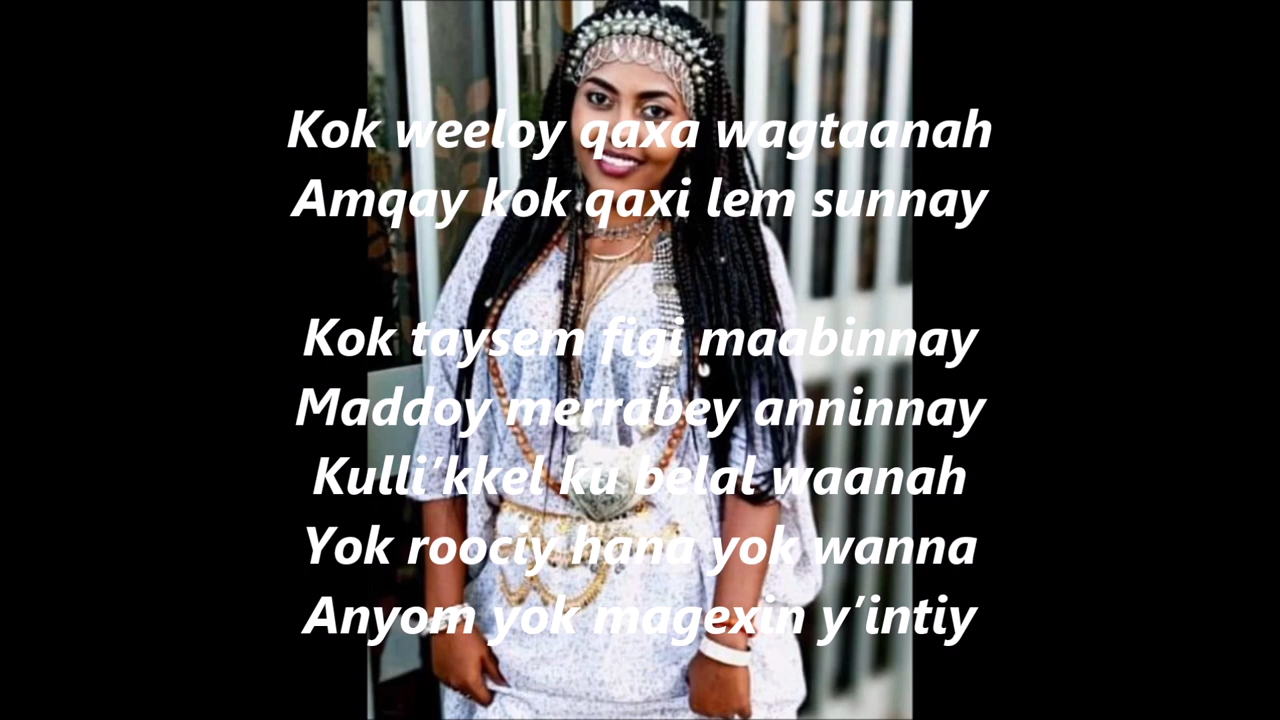 Kok weeloy qaxa wagtaanah
Amqay kok qaxi lem sunnay
Kok taysem figi maabinnay
Maddoy merrabey anninnay
Kulli’kkel ku belal waanah
Yok roociy hana yok wanna
Anyom yok magexin y’intiy